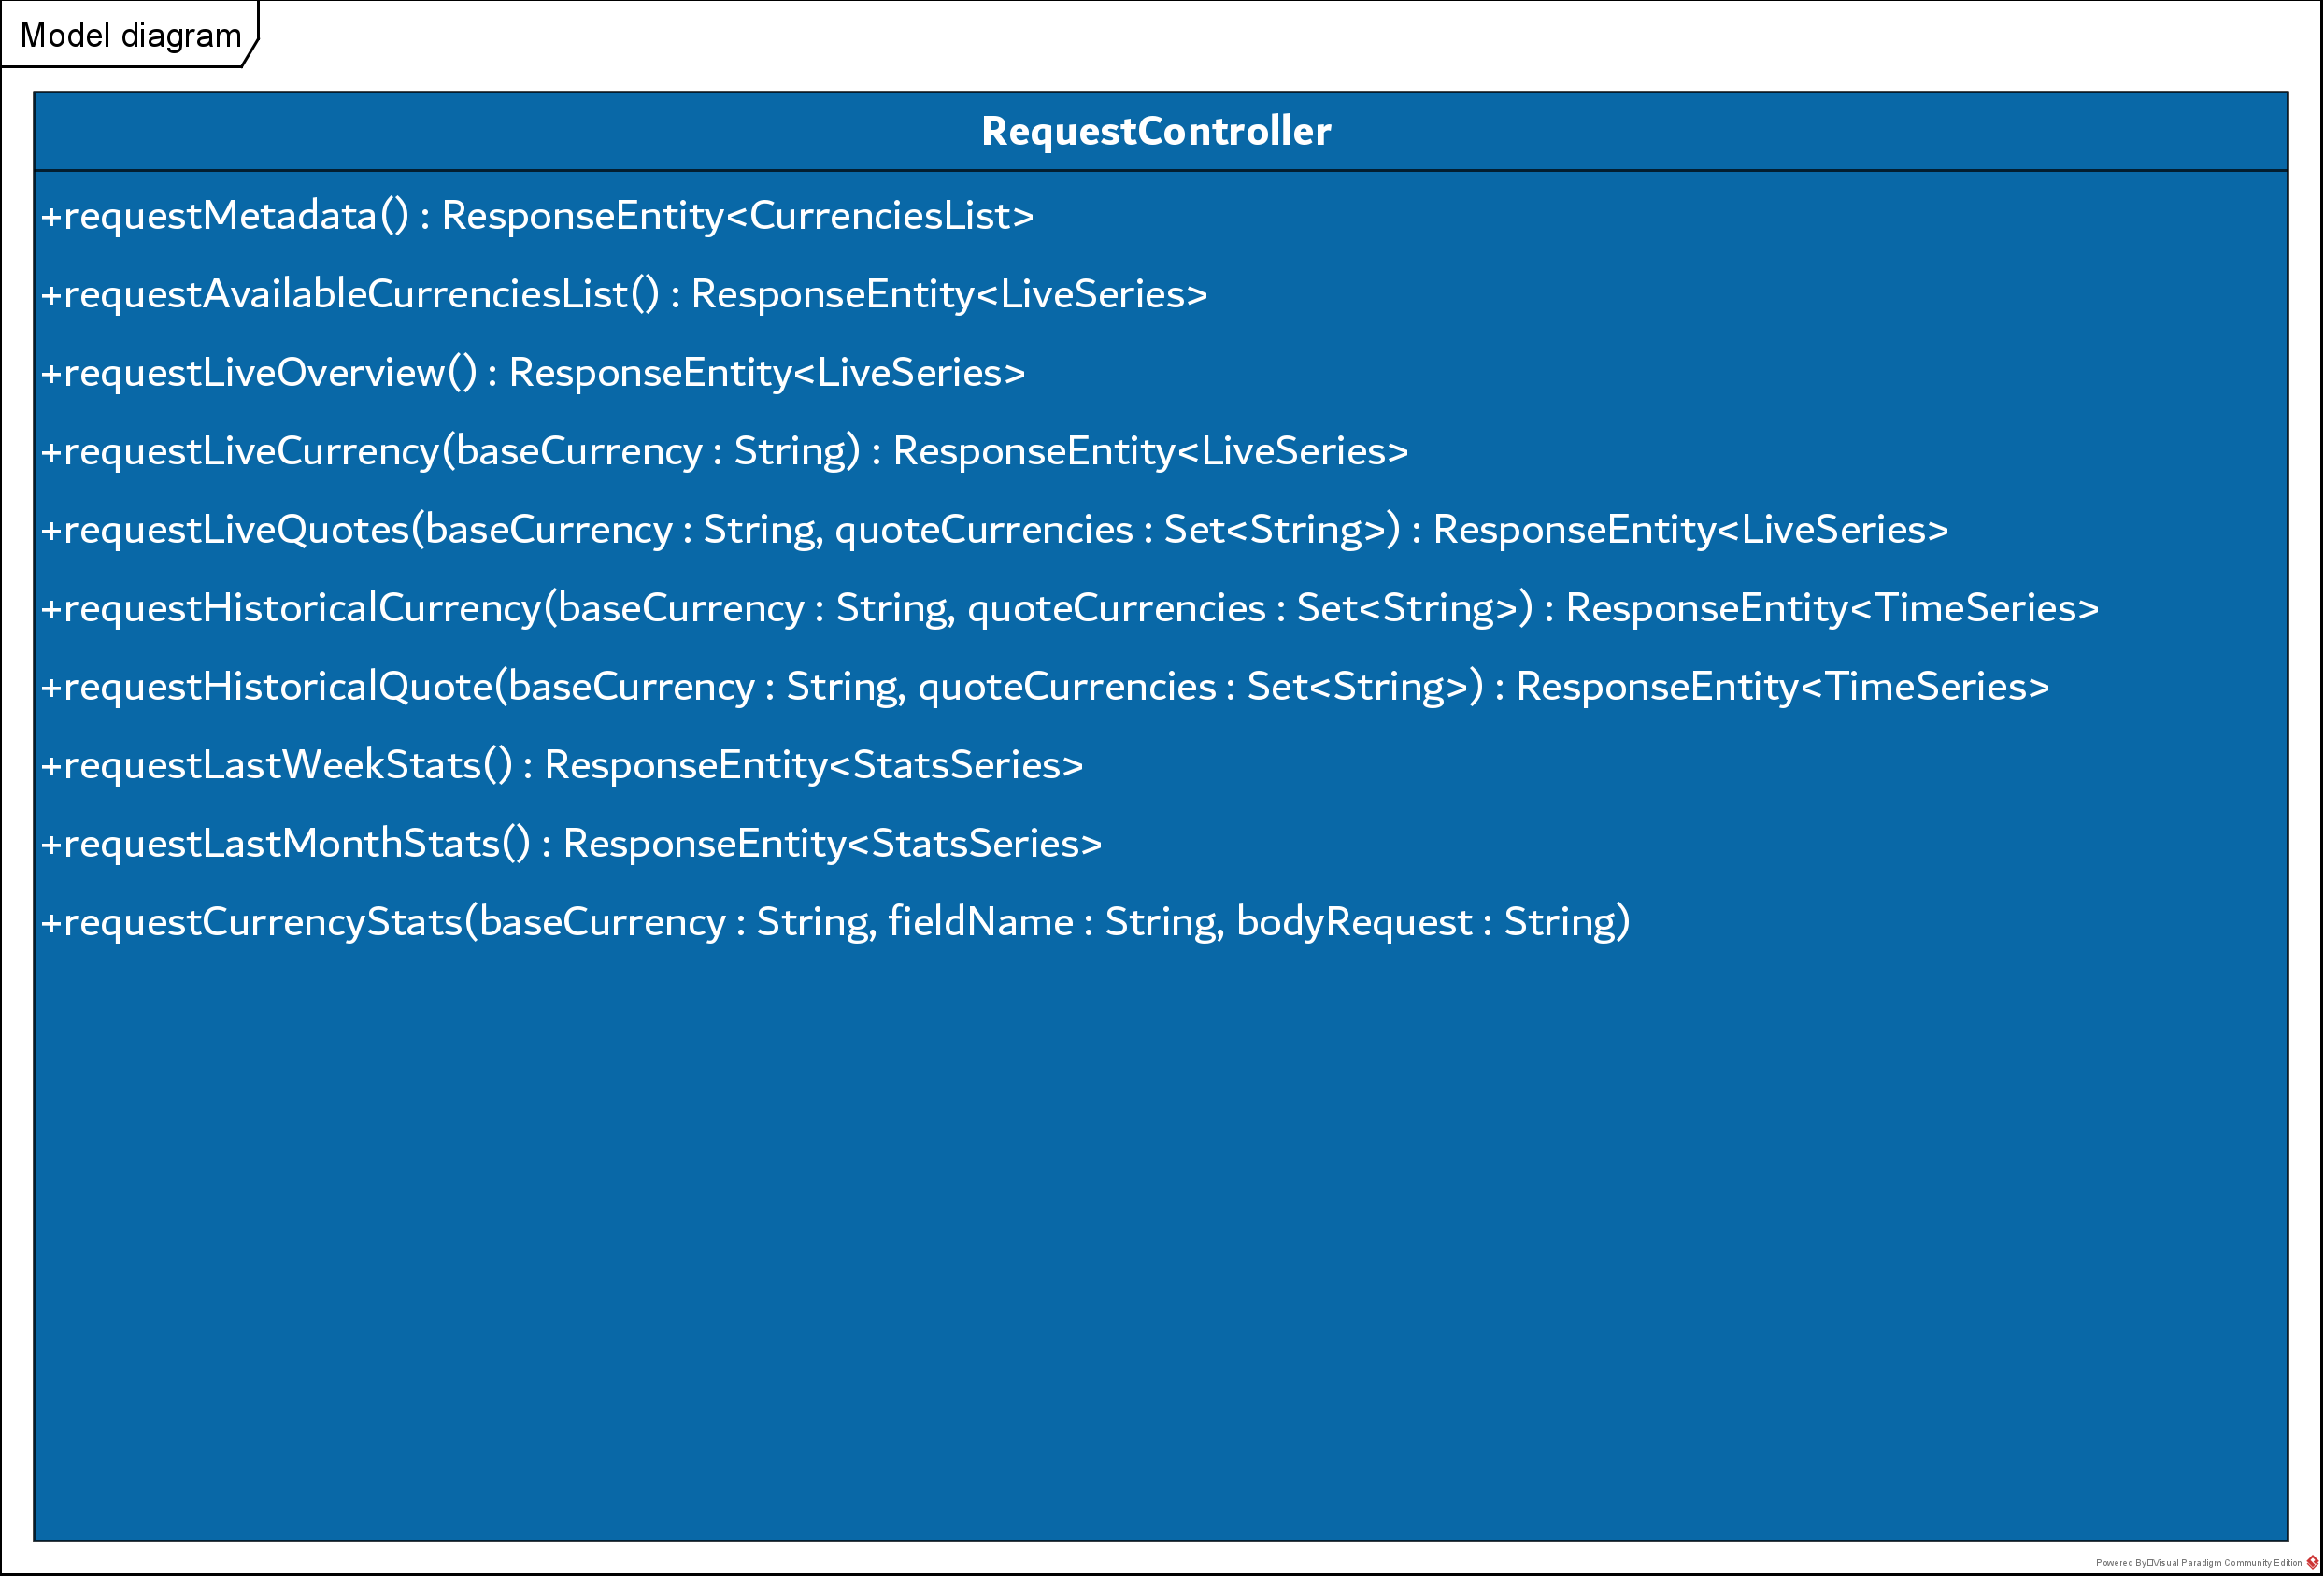 Model diagram
RequestController
+requestMetadata() : ResponseEntity<CurrenciesList>
+requestAvailableCurrenciesList() : ResponseEntity<LiveSeries>
+requestLiveOverview() : ResponseEntity<LiveSeries>
+requestLiveCurrency(baseCurrency : String) : ResponseEntity<LiveSeries>
+requestLiveQuotes(baseCurrency : String, quoteCurrencies : Set<String>) : ResponseEntity<LiveSeries>
+requestHistoricalCurrency(baseCurrency : String, quoteCurrencies : Set<String>) : ResponseEntity<TimeSeries>
+requestHistoricalQuote(baseCurrency : String, quoteCurrencies : Set<String>) : ResponseEntity<TimeSeries>
+requestLastWeekStats() : ResponseEntity<StatsSeries>
+requestLastMonthStats() : ResponseEntity<StatsSeries>
+requestCurrencyStats(baseCurrency : String, fieldName : String, bodyRequest : String)
Powered By□Visual Paradigm Community Edition